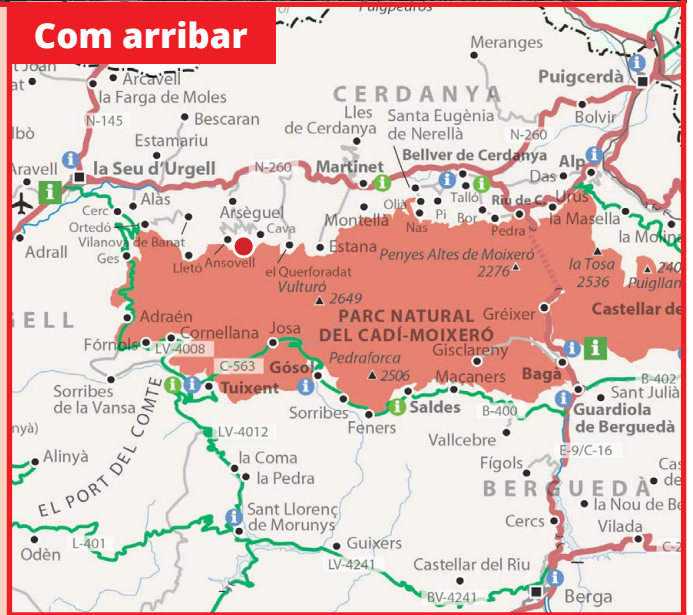 Puigpedrós
Com arribar
Meranges
Arcavell
la Farga de Moles
Puigcerdà
CERDANYA
Bescaran
Lles
de Cerdanya
Santa Eugènia
de Nerellà
Bolvir
N-145
Estamariu
N-260
Aravell
la Seu d'Urgell
N-260
Martinet
Bellver de Cerdanya
Alp
Das
Alàs
Cerc
Arsèguel
Olià
Talló
Riu de C.
Urús
Ortedó
Cava
Montellà
Pi
Bor
la Masella
Vilanova de Banat
Nas
Pedra
la Molina
Adrall
Ges
Lletó
Ansovell
el Querforadat
Estana
Penyes Altes de Moixeró
2276
la Tosa
2536
Vulturó
2649
Puigllan
Adraén
PARC NATURAL
DEL CADÍ-MOIXERÓ
Gréixer
Castellar de
Fórnols
Cornellana
Josa
LV-4008
Gisclareny
C-563
Gósol
Pedraforca
2506
Bagà
Tuixent
Maçaners
B-402
Sorribes
de la Vansa
Sant Julià
Sorribes
Saldes
B-400
Guardiola
de Berguedà
Feners
LV-4012
Vallcebre
E-9/C-16
Alinyà
EL PORT DEL COMTE
la Coma
la Pedra
Fígols
BERGUEDÀ
la Nou de Be
Sant Llorenç
de Morunys
Cercs
Vilada
L-401
Odèn
Guixers
LV-4241
Castellar del Riu
BV-4241
Berga